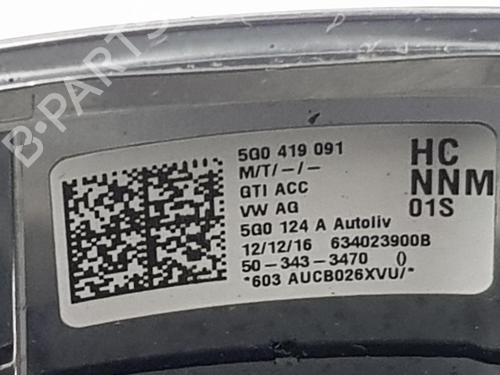 B-PARTS
5G0 419 091
HC
M/T/-/-
NNM
GTI ACC
01S
VW AG
5G0 124 A Autoliv
12/12/16 634023900B
50-343-3470 ()
*603 AUCB026XVU/*